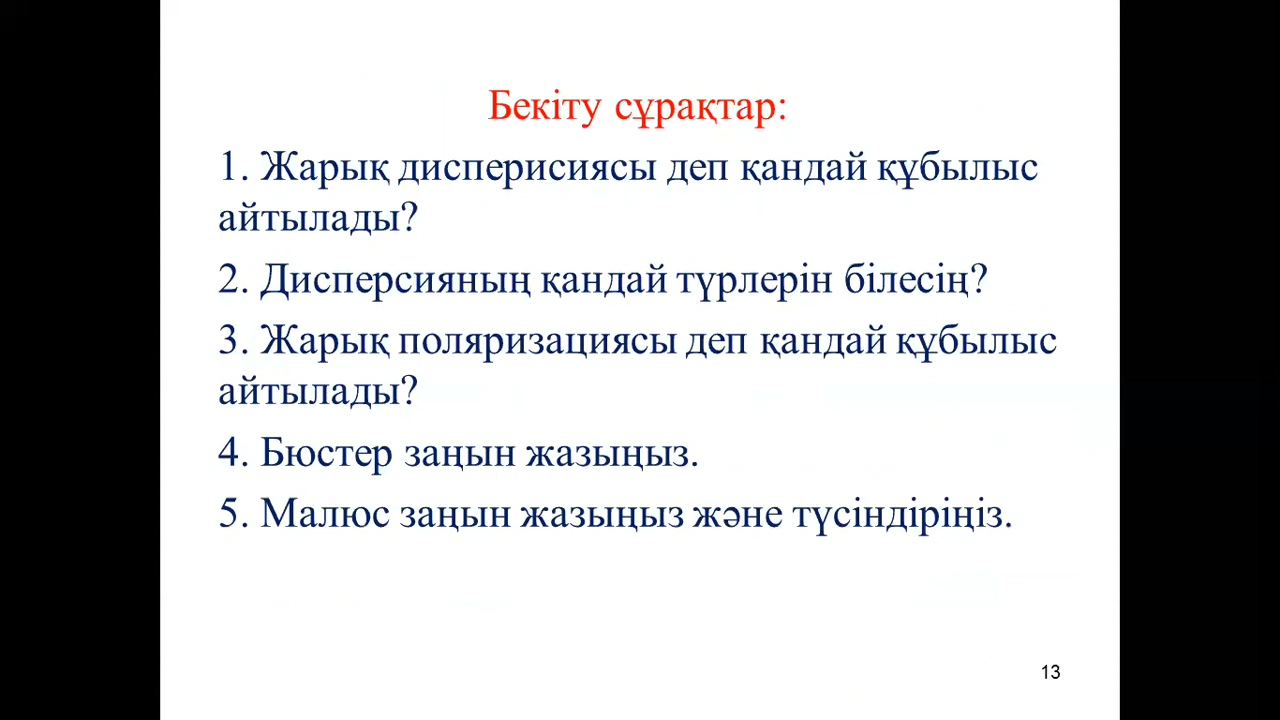 Бекіту сұрақтар:
1. Жарық дисперисиясы деп қандай құбылыс
айтылады?
2. Дисперсияның қандай түрлерін білесің?
3. Жарық поляризациясы деп қандай құбылыс
айтылады?
4. Бюстер заңын жазыңыз.
5. Малюс заңын жазыңыз және түсіндіріңіз.
13